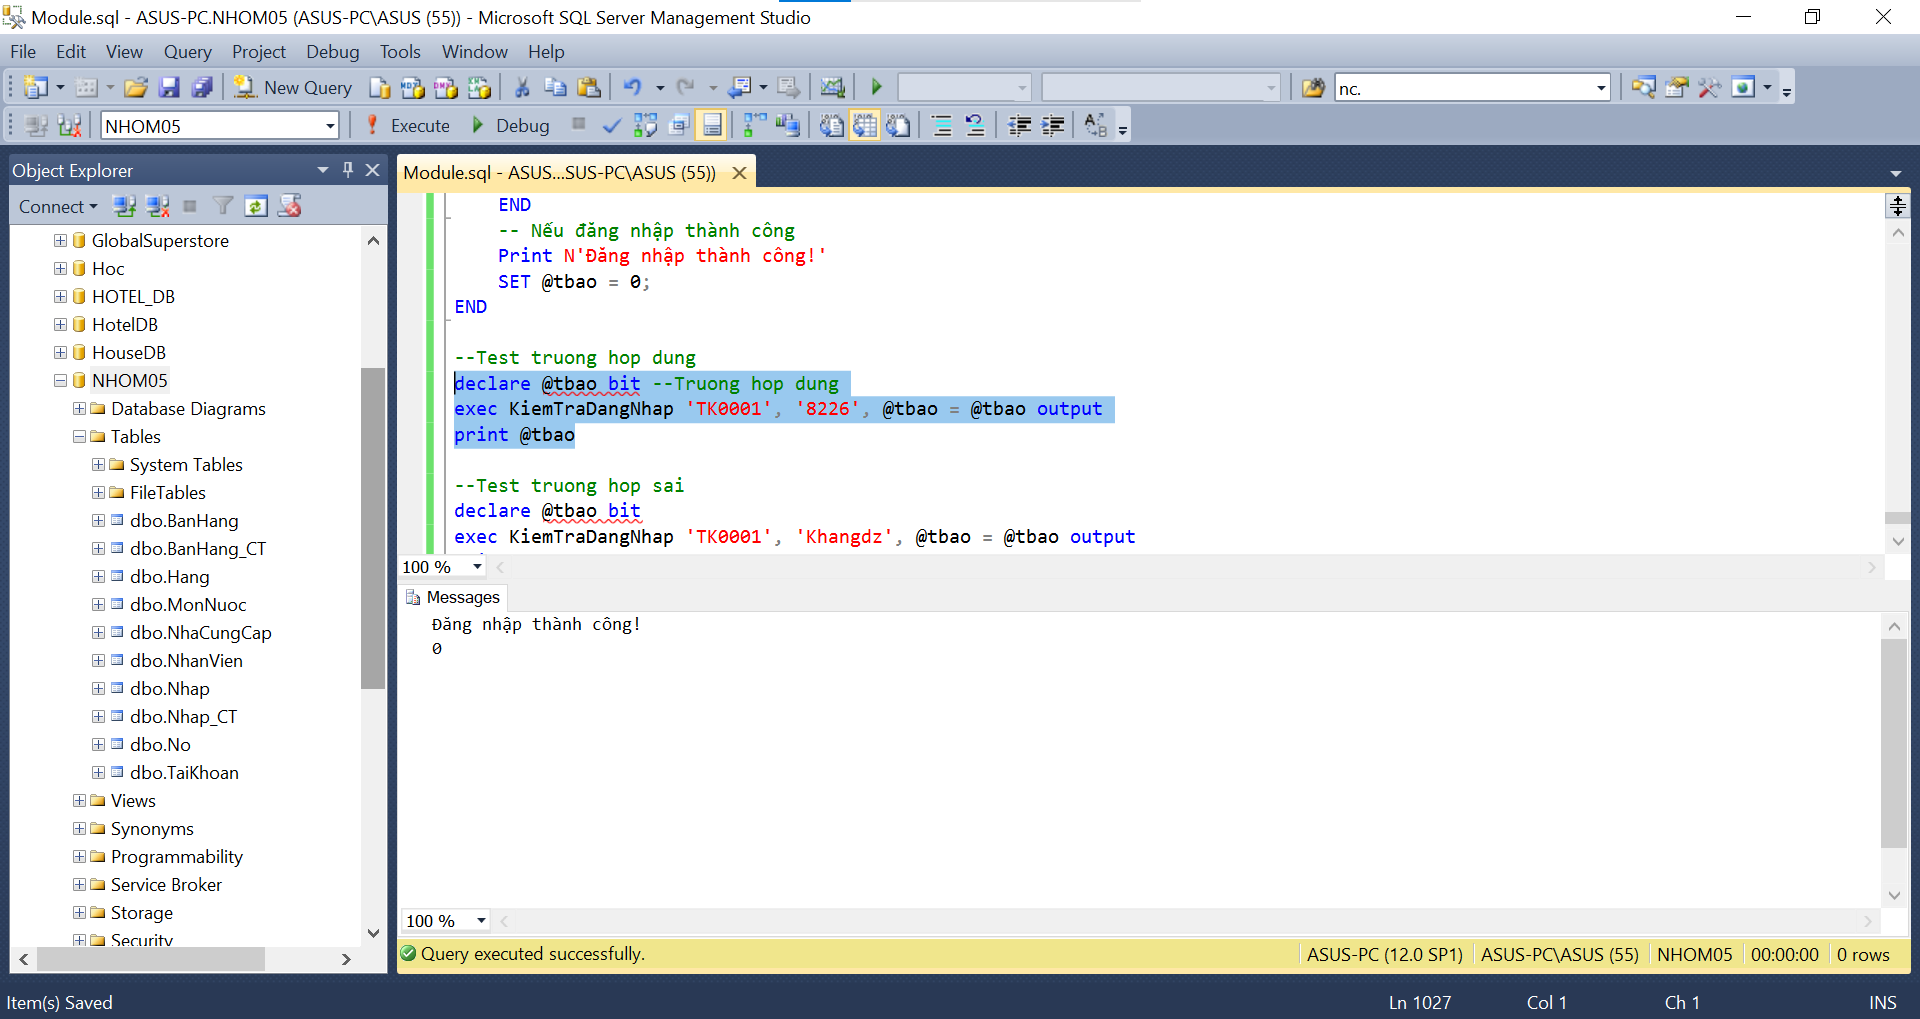 Module.sql - ASUS-PC.NHOM05 (ASUS-PC\ASUS (55)) - Microsoft SQL Server Management Studio
File Edit View Query Project Debug Tools Window Help
New Query
nc.
NHOM05
Execute
Debug
Object Explorer
Connect
GlobalSuperstore
Hoc
HOTEL_DB
HotelDB
HouseDB
NHOM05
Database Diagrams
Tables
System Tables
FileTables
dbo.BanHang
dbo.BanHang_CT
dbo.Hang
dbo.MonNuoc
dbo.NhaCungCap
dbo.NhanVien
dbo.Nhap
dbo.Nhap_CT
dbo.No
dbo.TaiKhoan
Views
Synonyms
Programmability
Service Broker
Storage
Security
Module.sql - ASUS...SUS-PC\ASUS (55))
END
-- Nếu đăng nhập thành công
Print N'Đăng nhập thành công!'
SET @tbao = 0;
END
--Test truong hop dung
declare @tbao bit --Truong hop dung
exec KiemTraDangNhap 'TK0001', '8226', @tbao = @tbao output
print @tbao
--Test truong hop sai
declare @tbao bit
exec KiemTraDangNhap 'TK0001', 'Khangdz', @tbao = @tbao output
100 %
Messages
Đăng nhập thành công!
0
100 %
Query executed successfully.
ASUS-PC (12.0 SP1)
ASUS-PC\ASUS (55)
NHOM05
00:00:00
0 rows
Item(s) Saved
Ln 1027
Col 1
Ch 1
INS